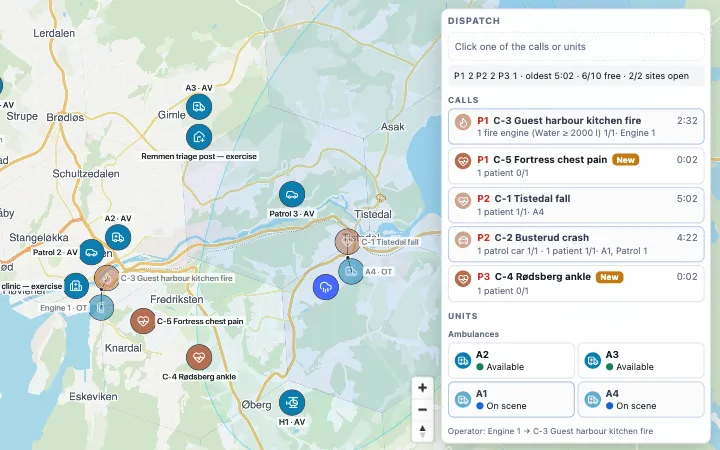 Lerdalen
A3 · AV
AV
Strupe
Brødløs
Gimle
Asak
Remmen triage post — exercise
Schultzedalen
Patrol 3 · AV
Tistedal
A2 · AV
Stangeløkka
Patrol 2 · AV
C-1 Tistedal fall
A4 · OT
C-3 Guest harbour kitchen fire
clinic — exercise
Fredriksten
Engine 1 · OT
C-5 Fortress chest pain
Knardal
C-4 Rødsberg ankle
Eskeviken
Øberg
H1 · AV
+
−
DISPATCH
Click one of the calls or units
P1 2 P2 2 P3 1 · oldest 5:02 · 6/10 free · 2/2 sites open
CALLS
P1 C-3 Guest harbour kitchen fire 2:32
1 fire engine (Water ≥ 2000 l) 1/1 · Engine 1
P1 C-5 Fortress chest pain New 0:02
1 patient 0/1
P2 C-1 Tistedal fall 5:02
1 patient 1/1 · A4
P2 C-2 Busterud crash 4:22
1 patrol car 1/1 · 1 patient 1/1 · A1, Patrol 1
P3 C-4 Rødsberg ankle New 0:02
1 patient 0/1
UNITS
Ambulances
A2
Available
A3
Available
A1
On scene
A4
On scene
Operator: Engine 1 → C-3 Guest harbour kitchen fire